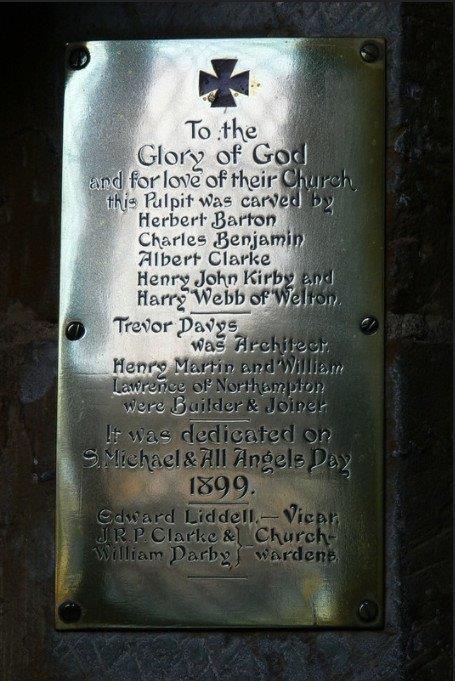 To the
Glory of God
and for love of their Church
this Pulpit was carved by
Herbert Barton
Charles Benjamin
Albert Clarke
Henry John Kirby and
Harry Webb of Welton.
Trevor Davys
was Architect.
Henry Martin and William
Lawrence of Northampton
were Builder & Joiner
It was dedicated on
S. Michael & All Angels Day
1899.
Edward Liddell, — Vicar,
J.R.P. Clarke & } Church-
William Darby } wardens.